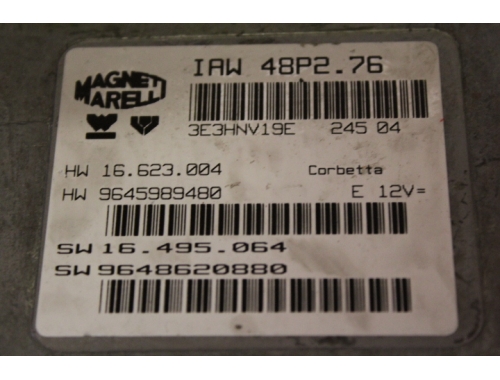 MAGNETI
MARELLI
IAW 48P2.76
3E3HNV19E 245 04
HW 16.623.004 Corbetta
HW 9645989480 E 12V=
SW 16.495.064
SW 9648620880